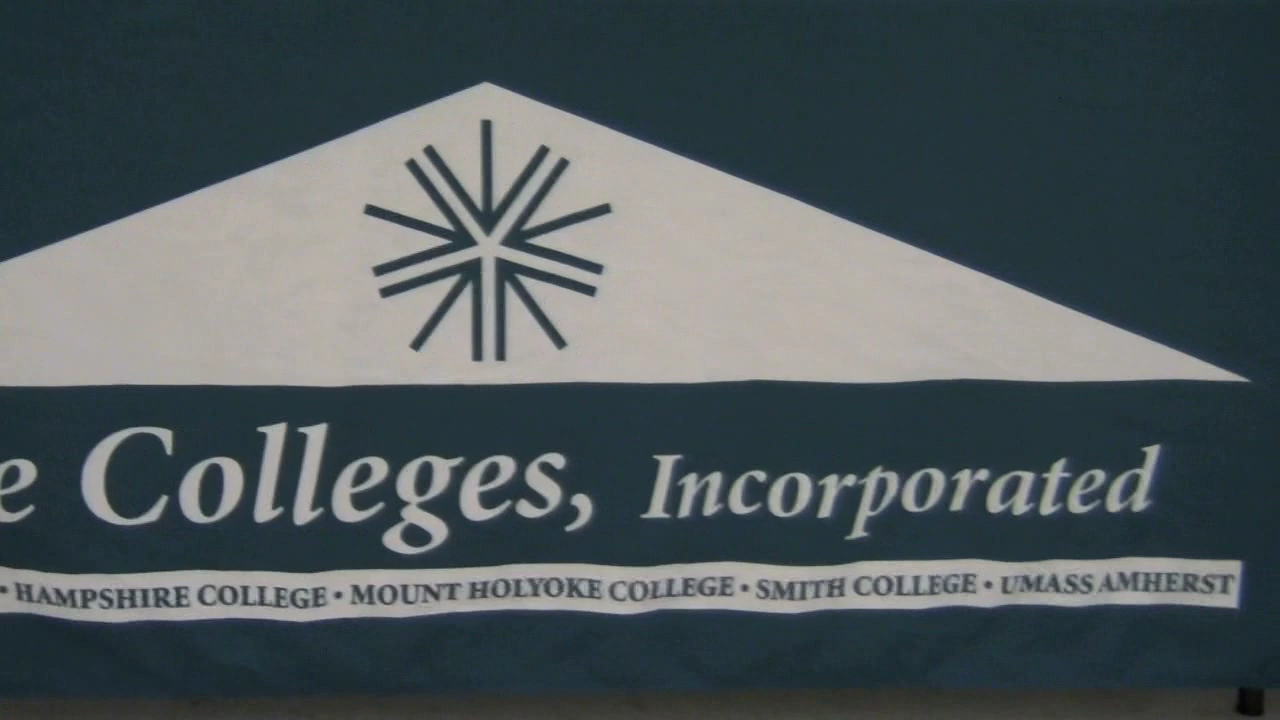 e Colleges, Incorporated
• HAMPSHIRE COLLEGE • MOUNT HOLYOKE COLLEGE • SMITH COLLEGE • UMASS AMHERST